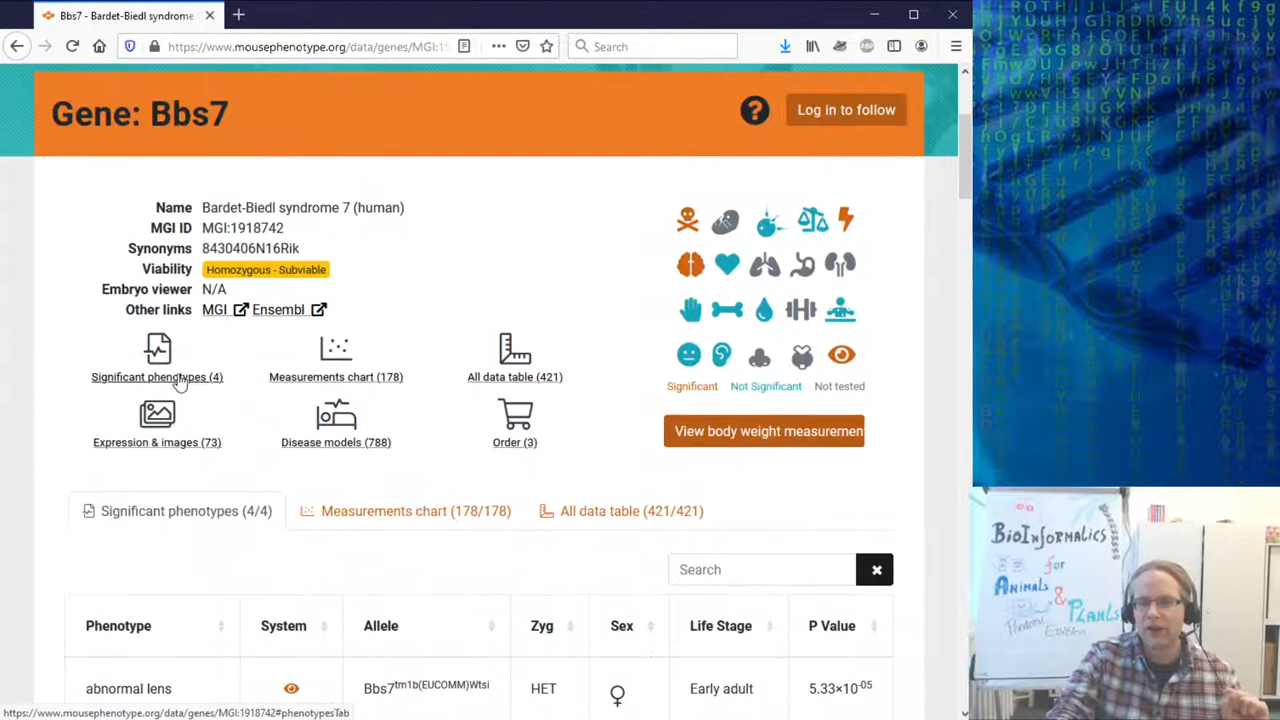 Bbs7 - Bardet-Biedl syndrome
https://www.mousephenotype.org/data/genes/MGI:1
Search
Gene: Bbs7
Log in to follow
Name Bardet-Biedl syndrome 7 (human)
MGI ID MGI:1918742
Synonyms 8430406N16Rik
Viability Homozygous - Subviable
Embryo viewer N/A
Other links MGI Ensembl
Significant phenotypes (4) Measurements chart (178) All data table (421)
Significant Not Significant Not tested
Expression & images (73) Disease models (788) Order (3)
View body weight measuremen
Significant phenotypes (4/4) Measurements chart (178/178) All data table (421/421)
Search
Phenotype System Allele Zyg Sex Life Stage P Value
abnormal lens Bbs7tm1b(EUCOMM)Wtsi HET Early adult 5.33×10-05
https://www.mousephenotype.org/data/genes/MGI:1918742#phenotypesTab
BioInformatics
for
Animals
&
Plants
Edition